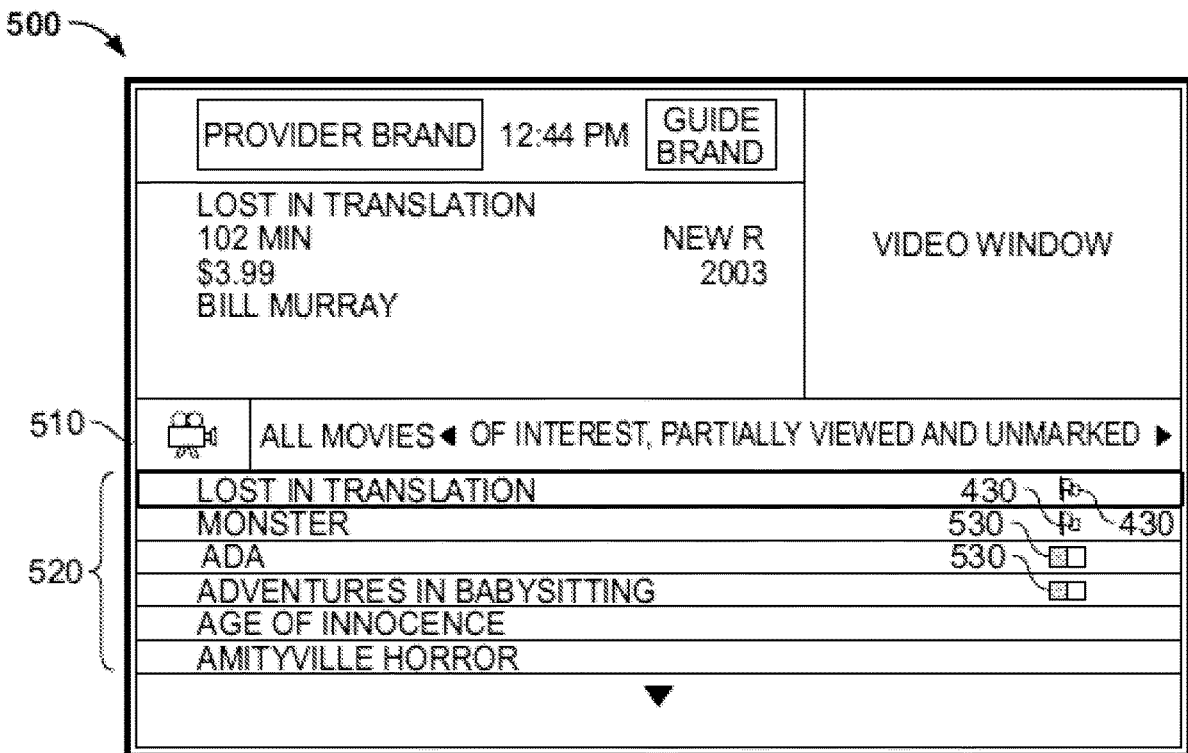 500
PROVIDER BRAND 12:44 PM GUIDE BRAND
LOST IN TRANSLATION
102 MIN NEW R
$3.99 2003
BILL MURRAY
VIDEO WINDOW
510
ALL MOVIES ◀ OF INTEREST, PARTIALLY VIEWED AND UNMARKED ▶
LOST IN TRANSLATION 430
MONSTER 530 430
520
ADA 530
ADVENTURES IN BABYSITTING
AGE OF INNOCENCE
AMITYVILLE HORROR